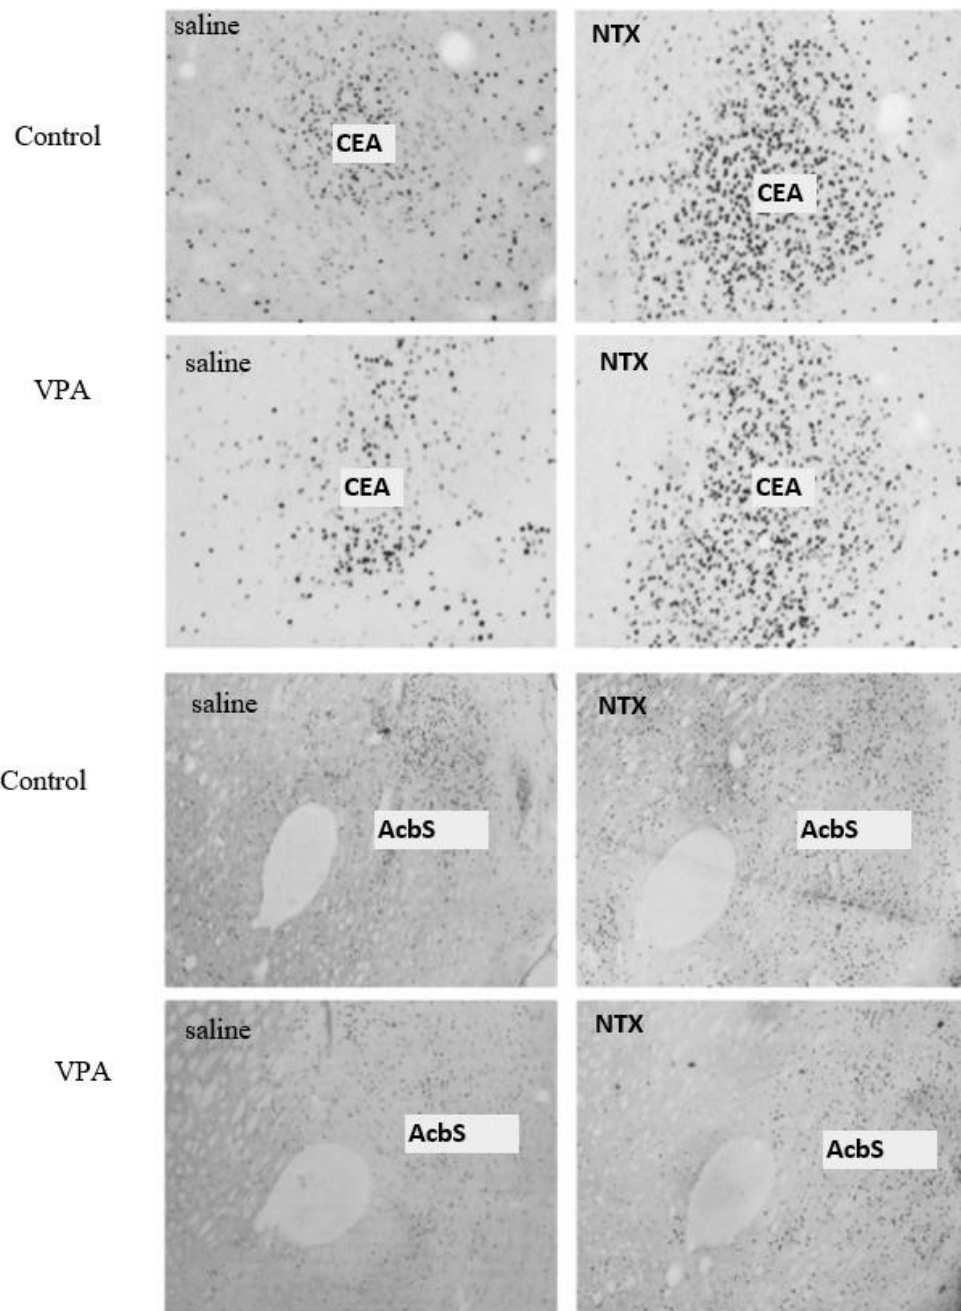 saline
NTX
Control
CEA
CEA
saline
NTX
VPA
CEA
CEA
saline
NTX
Control
AcbS
AcbS
saline
NTX
VPA
AcbS
AcbS